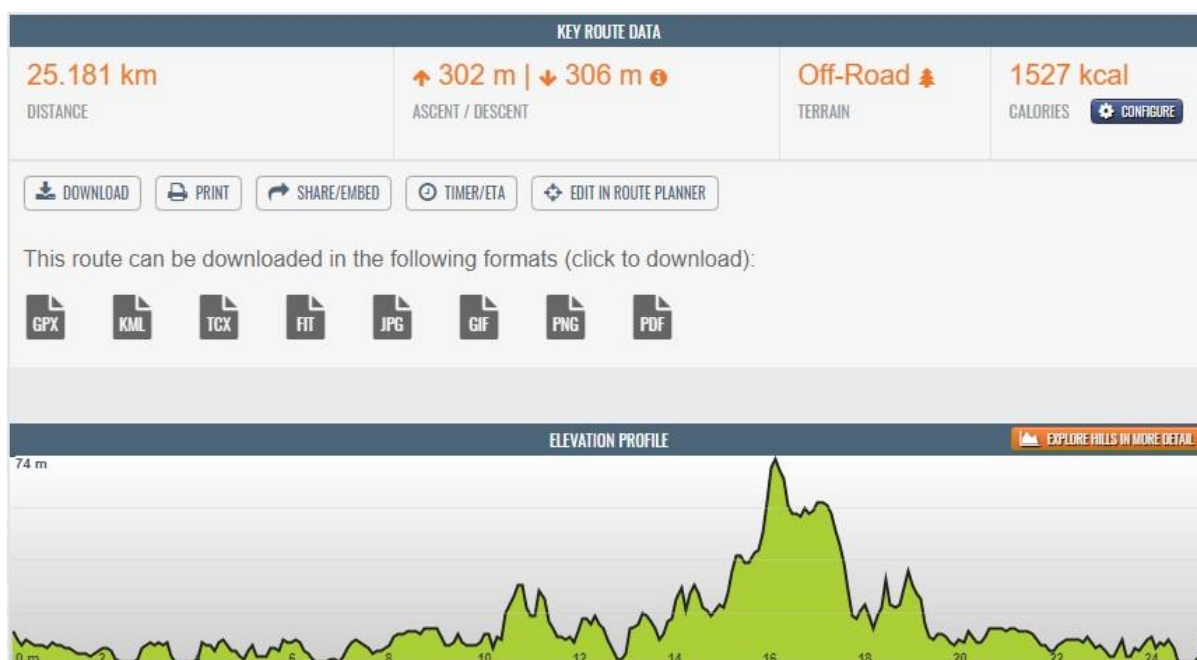 KEY ROUTE DATA
25.181 km
302 m | 306 m
Off-Road
1527 kcal
DISTANCE
ASCENT / DESCENT
TERRAIN
CALORIES
CONFIGURE
DOWNLOAD
PRINT
SHARE/EMBED
TIMER/ETA
EDIT IN ROUTE PLANNER
This route can be downloaded in the following formats (click to download):
GPX
KML
TCX
FIT
JPG
GIF
PNG
PDF
ELEVATION PROFILE
EXPLORE HILLS IN MORE DETAIL
74 m
0 m
2
6
8
10
12
14
16
18
20
22
24